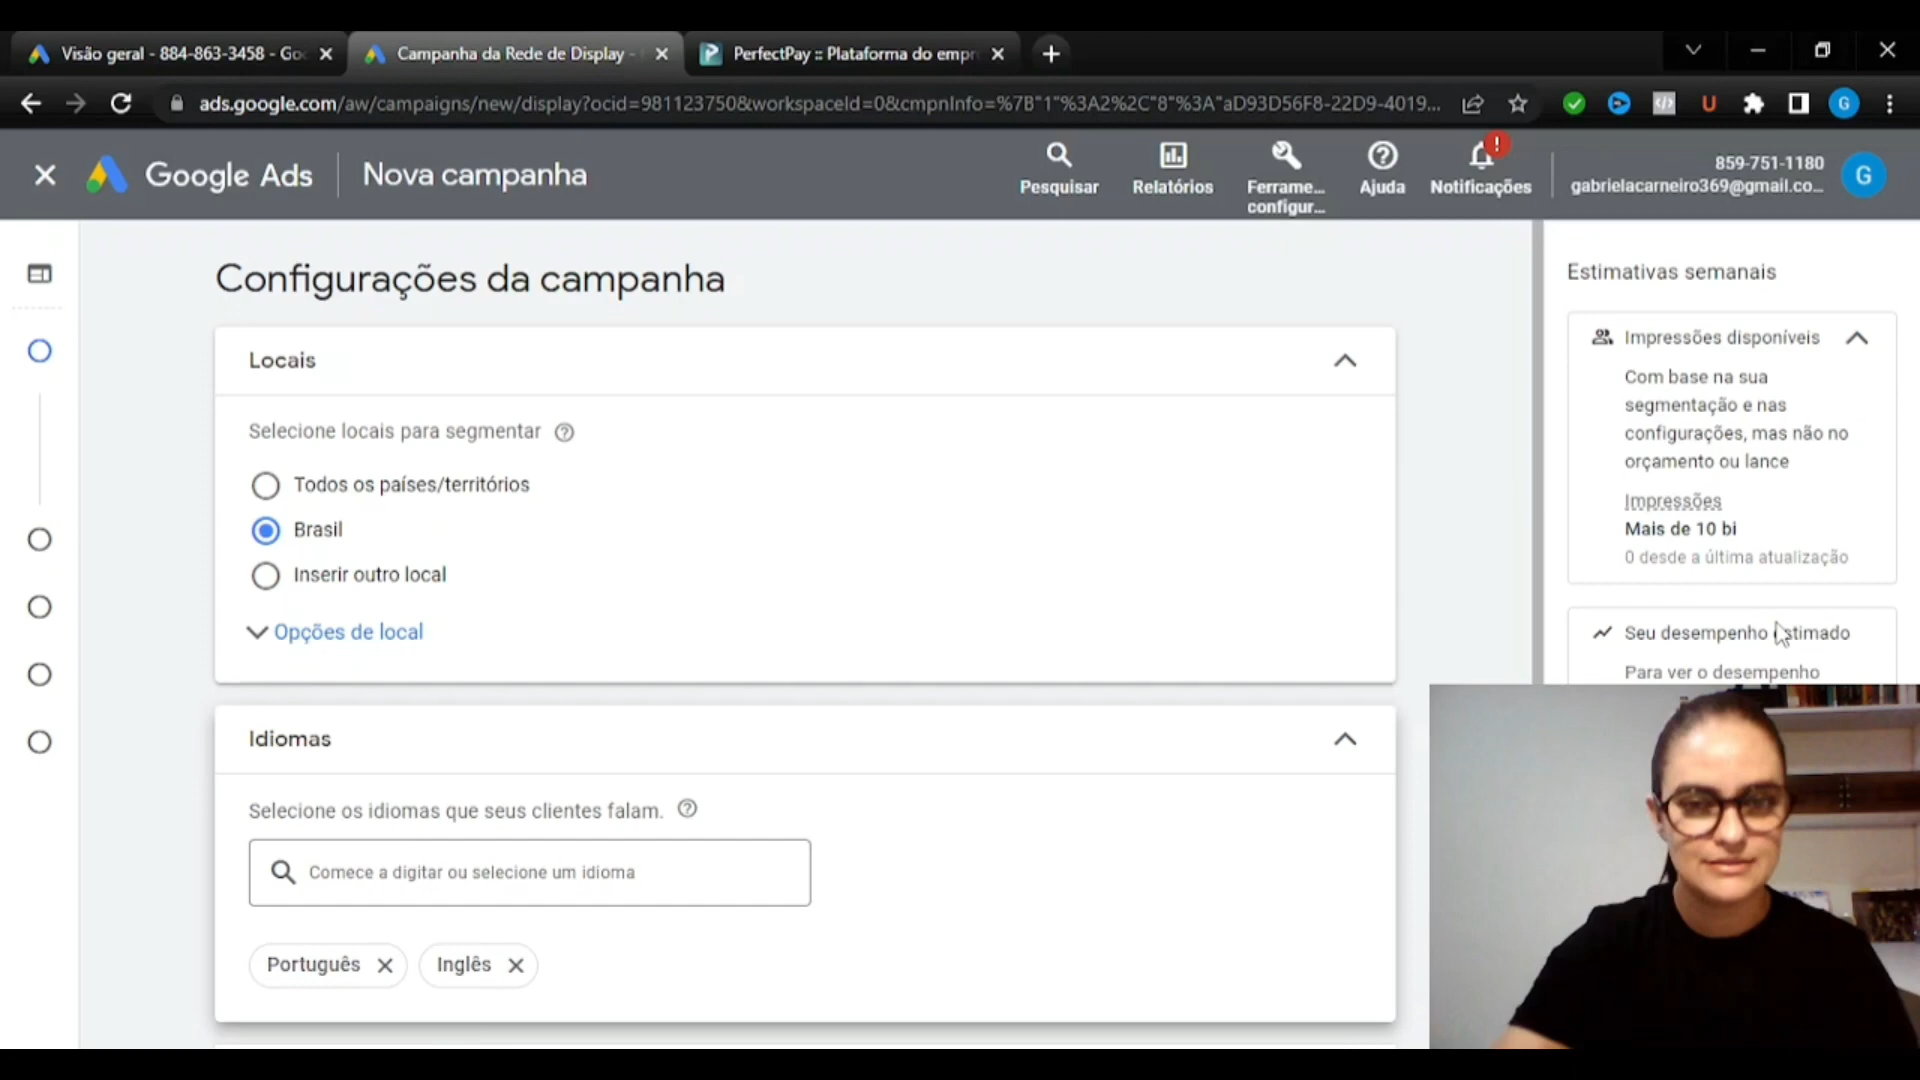 Visão geral - 884-863-3458 - Go
Campanha da Rede de Display -
PerfectPay :: Plataforma do empr
ads.google.com/aw/campaigns/new/display?ocid=981123750&workspaceId=0&cmpnInfo=%7B"1"%3A2%2C"8"%3A"aD93D56F8-22D9-4019...
Google Ads
Nova campanha
Pesquisar
Relatórios
Ferrame...
configur...
Ajuda
Notificações
859-751-1180
gabrielacarneiro369@gmail.co...
G
Configurações da campanha
Locais
Selecione locais para segmentar
Todos os países/territórios
Brasil
Inserir outro local
Opções de local
Idiomas
Selecione os idiomas que seus clientes falam.
Comece a digitar ou selecione um idioma
Português
Inglês
Estimativas semanais
Impressões disponíveis
Com base na sua
segmentação e nas
configurações, mas não no
orçamento ou lance
Impressões
Mais de 10 bi
0 desde a última atualização
Seu desempenho estimado
Para ver o desempenho